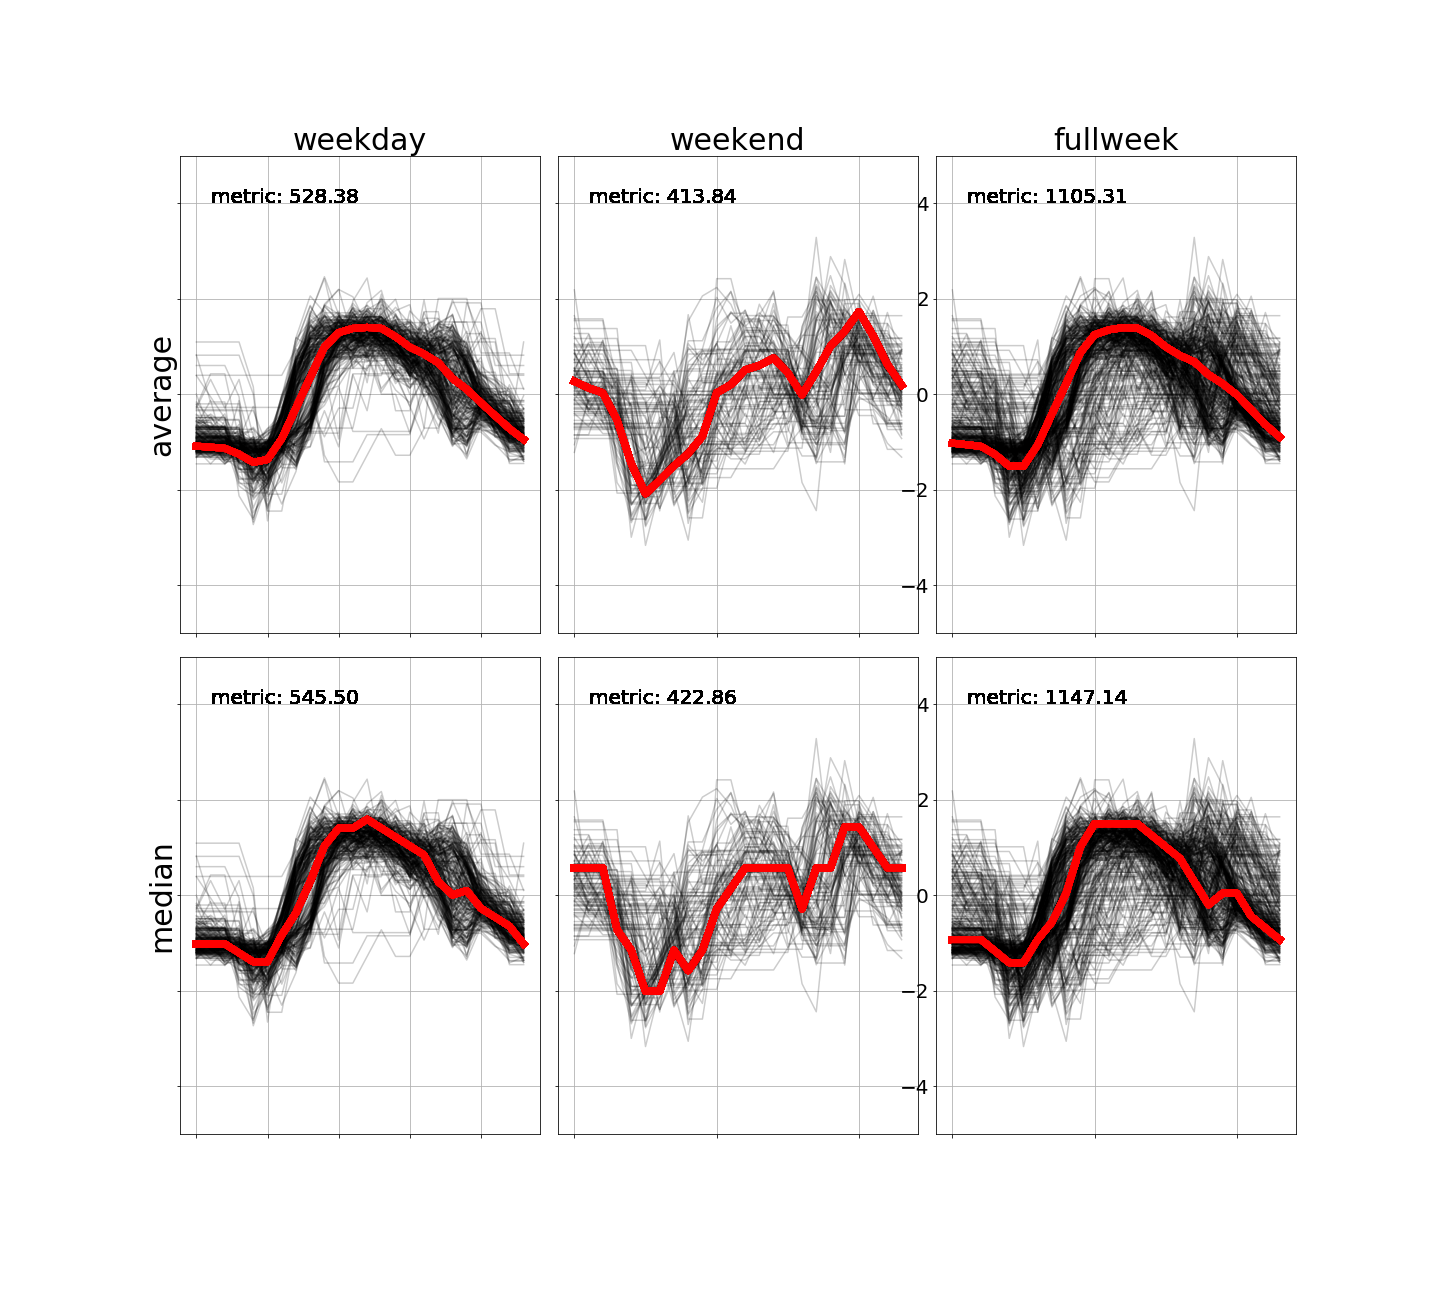 weekday weekend fullweek
metric: 528.38 metric: 413.84 metric: 1105.31
average
4
2
0
−2
−4
metric: 545.50 metric: 422.86 metric: 1147.14
median
4
2
0
−2
−4